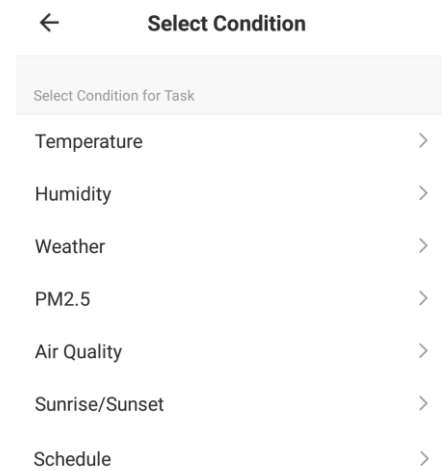 Select Condition
Select Condition for Task
Temperature
Humidity
Weather
PM2.5
Air Quality
Sunrise/Sunset
Schedule